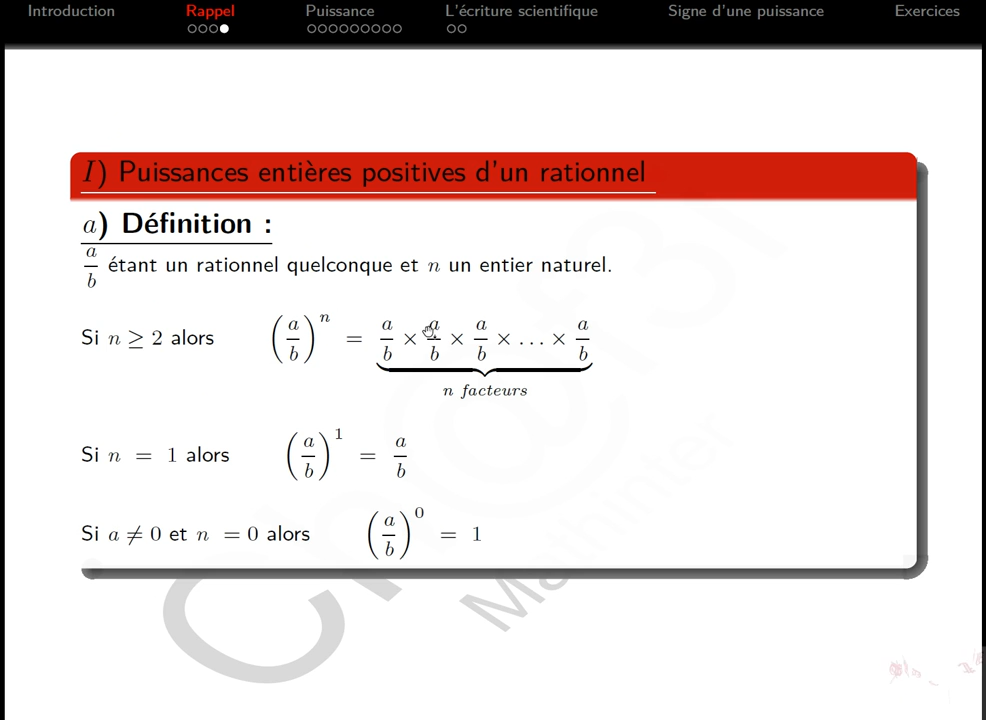 Introduction Rappel Puissance L'écriture scientifique Signe d'une puissance Exercices
I) Puissances entières positives d'un rationnel
a) Définition :
a/b étant un rationnel quelconque et n un entier naturel.
Si n ≥ 2 alors (a/b)^n = a/b × a/b × a/b × ... × a/b
n facteurs
Si n = 1 alors (a/b)^1 = a/b
Si a ≠ 0 et n = 0 alors (a/b)^0 = 1
Mathinter